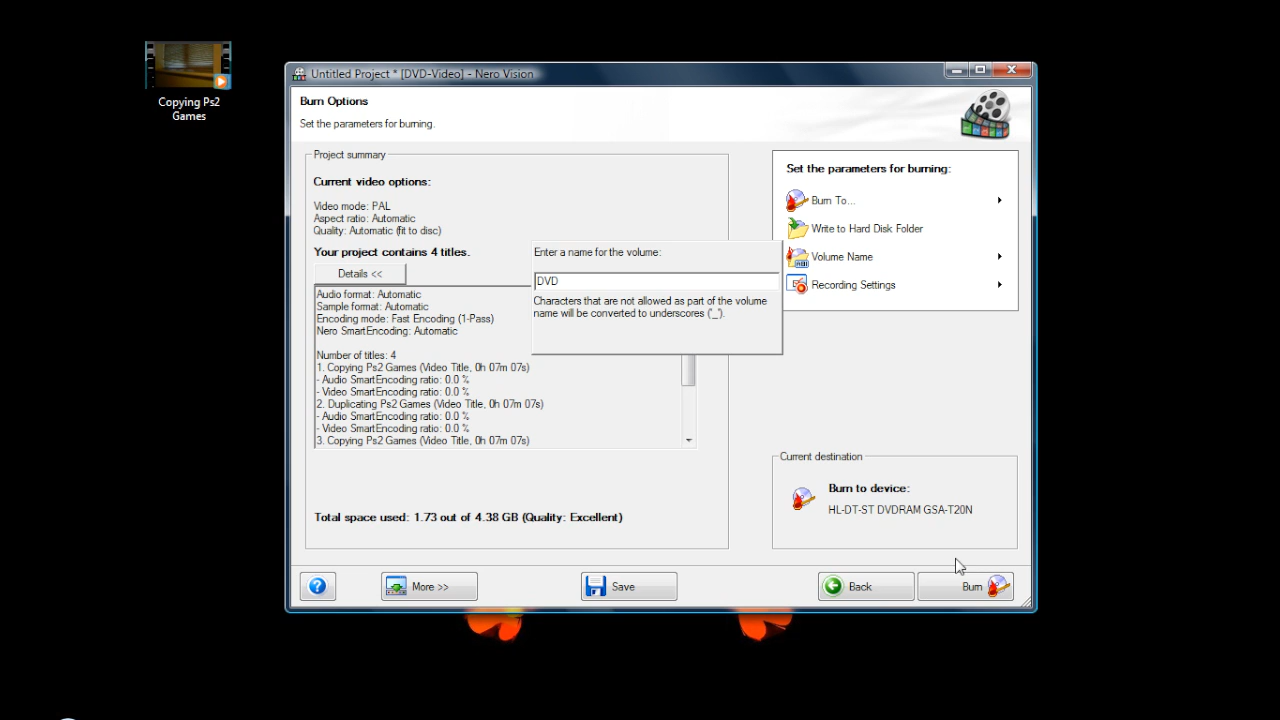 Copying Ps2
Games
Untitled Project * [DVD-Video] - Nero Vision
Burn Options
Set the parameters for burning.
Project summary
Current video options:
Video mode: PAL
Aspect ratio: Automatic
Quality: Automatic (fit to disc)
Your project contains 4 titles.
Details <<
Audio format: Automatic
Sample format: Automatic
Encoding mode: Fast Encoding (1-Pass)
Nero SmartEncoding: Automatic
Number of titles: 4
1. Copying Ps2 Games (Video Title, 0h 07m 07s)
- Audio SmartEncoding ratio: 0.0 %
- Video SmartEncoding ratio: 0.0 %
2. Duplicating Ps2 Games (Video Title, 0h 07m 07s)
- Audio SmartEncoding ratio: 0.0 %
- Video SmartEncoding ratio: 0.0 %
3. Copying Ps2 Games (Video Title, 0h 07m 07s)
Total space used: 1.73 out of 4.38 GB (Quality: Excellent)
Enter a name for the volume:
DVD
Characters that are not allowed as part of the volume
name will be converted to underscores ('_').
Set the parameters for burning:
Burn To...
Write to Hard Disk Folder
Volume Name
Recording Settings
Current destination
Burn to device:
HL-DT-ST DVDRAM GSA-T20N
More >>
Save
Back
Burn